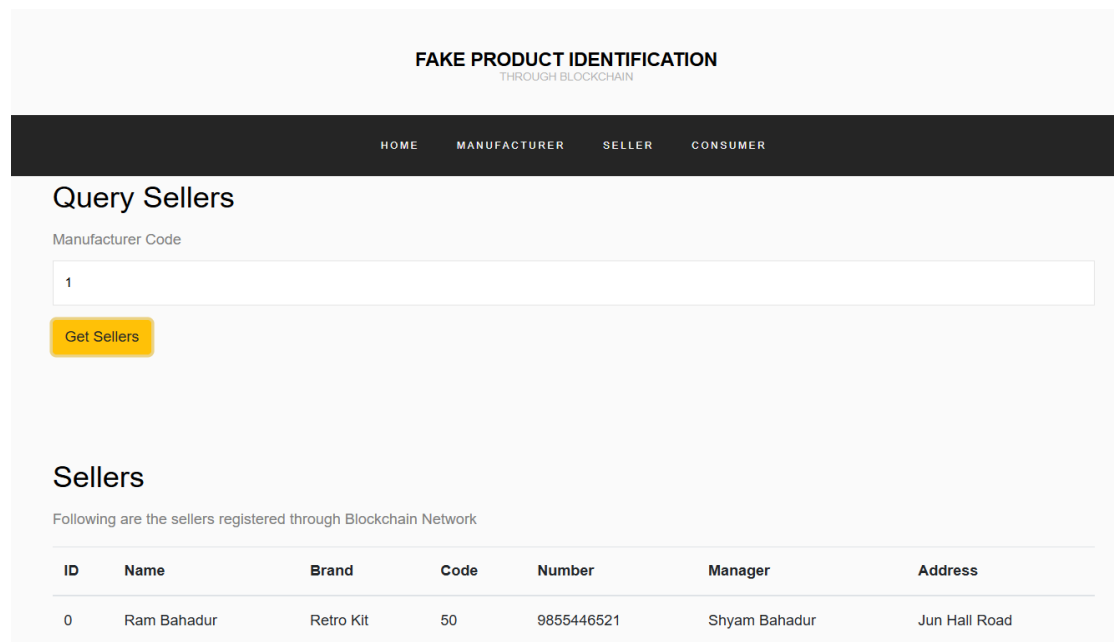 FAKE PRODUCT IDENTIFICATION
THROUGH BLOCKCHAIN
HOME MANUFACTURER SELLER CONSUMER
Query Sellers
Manufacturer Code
1
Get Sellers
Sellers
Following are the sellers registered through Blockchain Network
ID Name Brand Code Number Manager Address
0 Ram Bahadur Retro Kit 50 9855446521 Shyam Bahadur Jun Hall Road